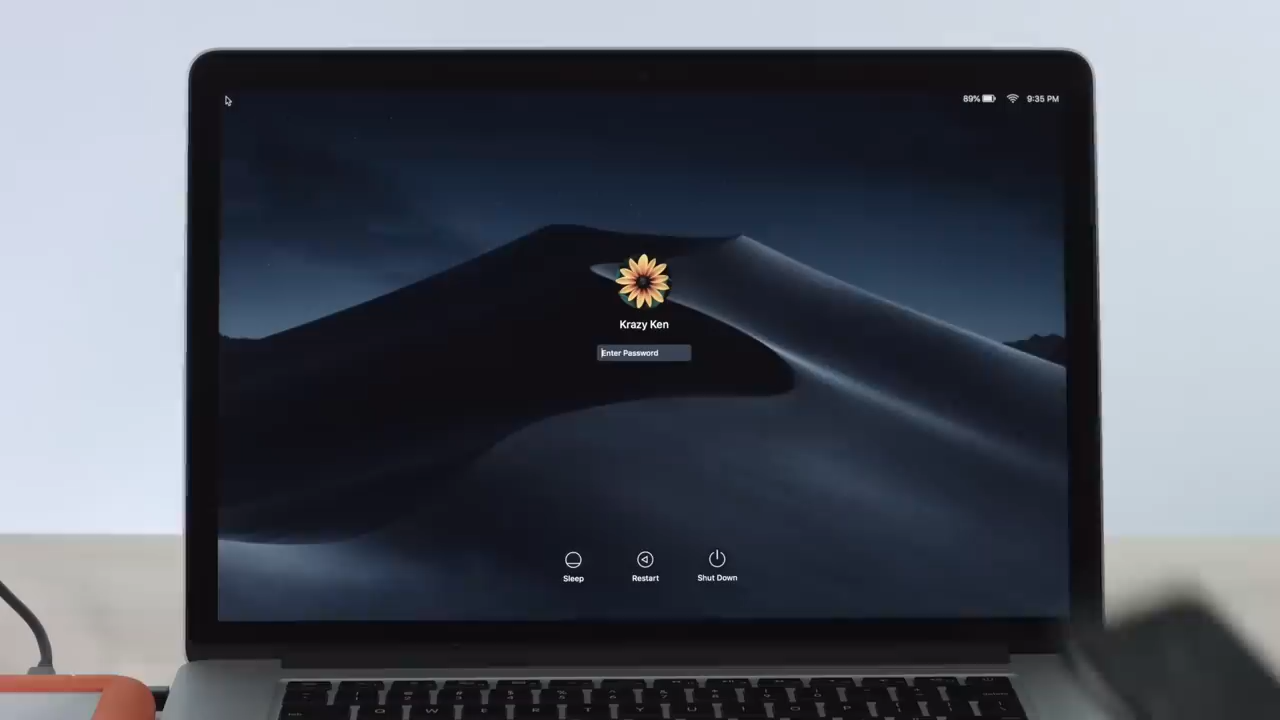 89% 9:35 PM
Krazy Ken
Enter Password
Sleep Restart Shut Down
Q W E R T Y U I O P